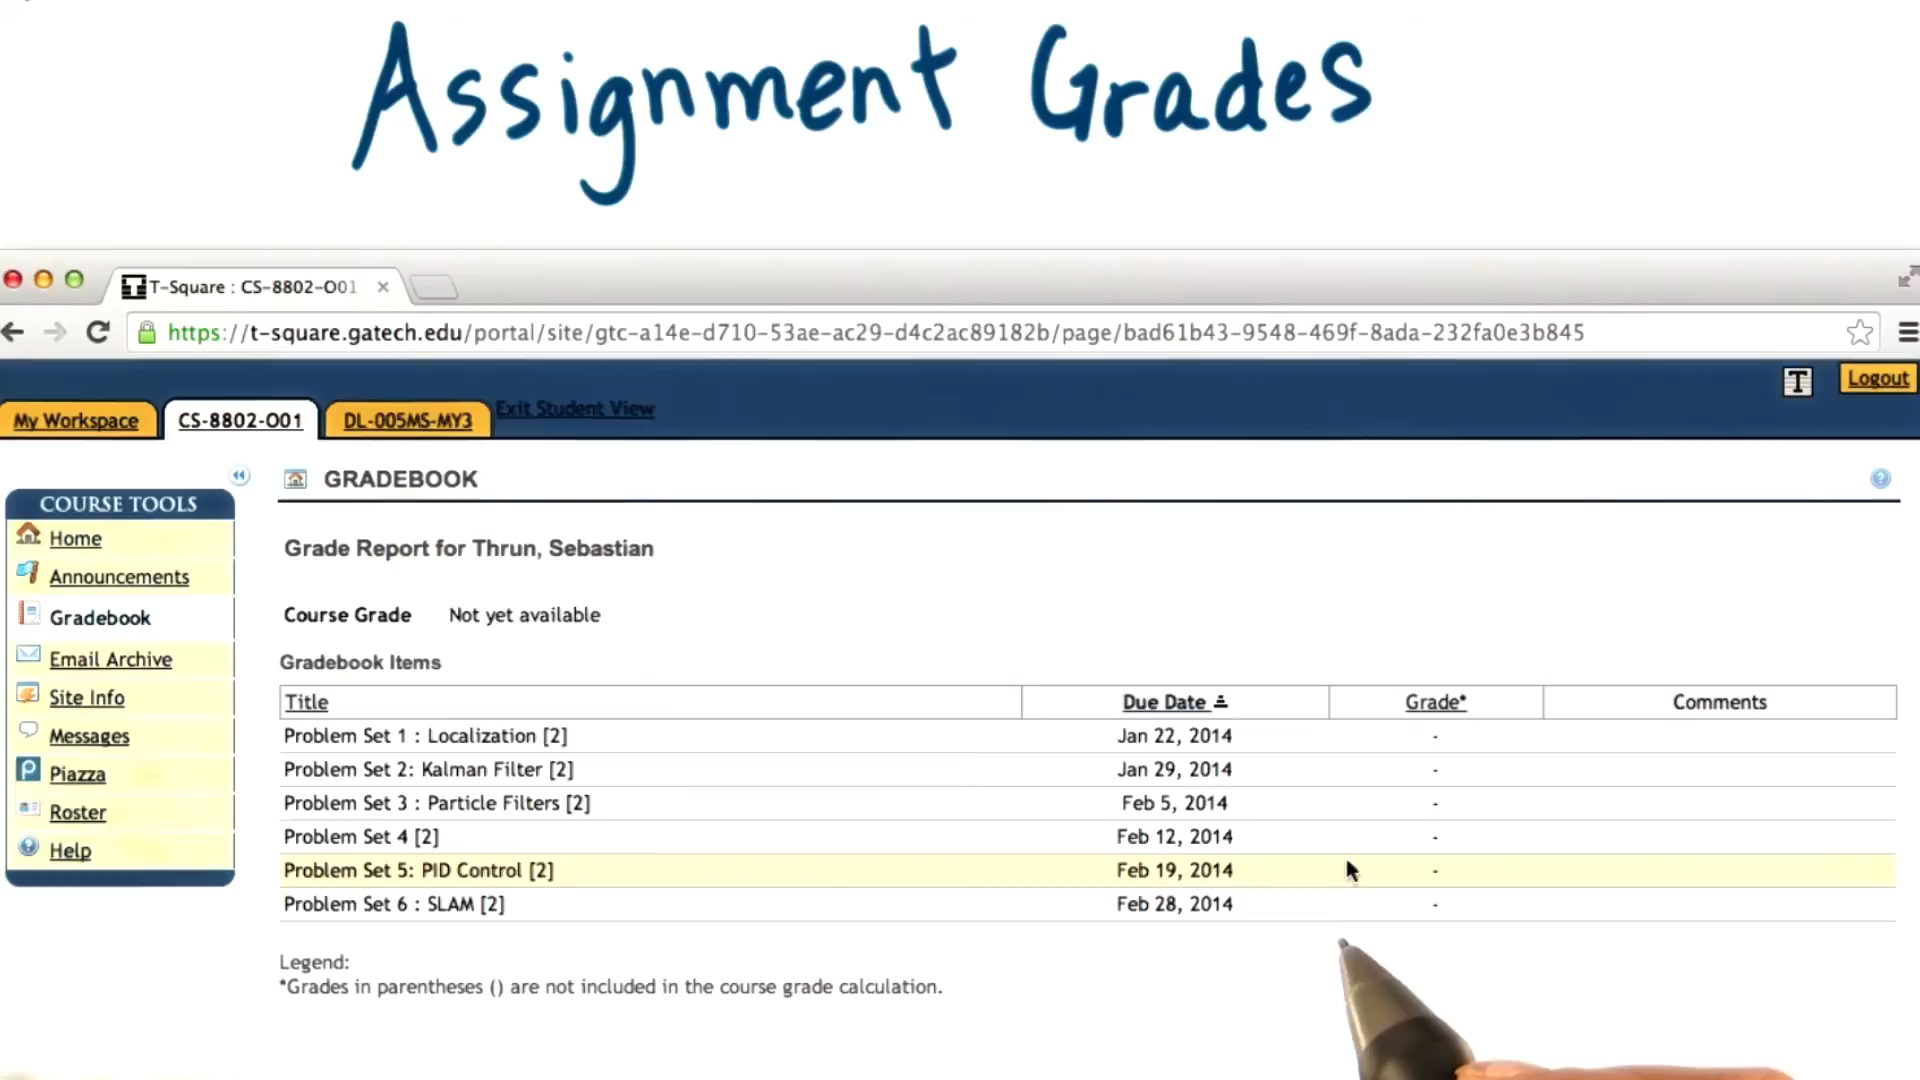 Assignment Grades
T-Square : CS-8802-O01
https://t-square.gatech.edu/portal/site/gtc-a14e-d710-53ae-ac29-d4c2ac89182b/page/bad61b43-9548-469f-8ada-232fa0e3b845
T Logout
My Workspace CS-8802-O01 DL-005MS-MY3 Exit Student View
GRADEBOOK
COURSE TOOLS
Home
Announcements
Gradebook
Email Archive
Site Info
Messages
Piazza
Roster
Help
Grade Report for Thrun, Sebastian
Course Grade Not yet available
Gradebook Items
Title Due Date Grade* Comments
Problem Set 1 : Localization [2] Jan 22, 2014 -
Problem Set 2: Kalman Filter [2] Jan 29, 2014 -
Problem Set 3 : Particle Filters [2] Feb 5, 2014 -
Problem Set 4 [2] Feb 12, 2014 -
Problem Set 5: PID Control [2] Feb 19, 2014 -
Problem Set 6 : SLAM [2] Feb 28, 2014 -
Legend:
*Grades in parentheses () are not included in the course grade calculation.